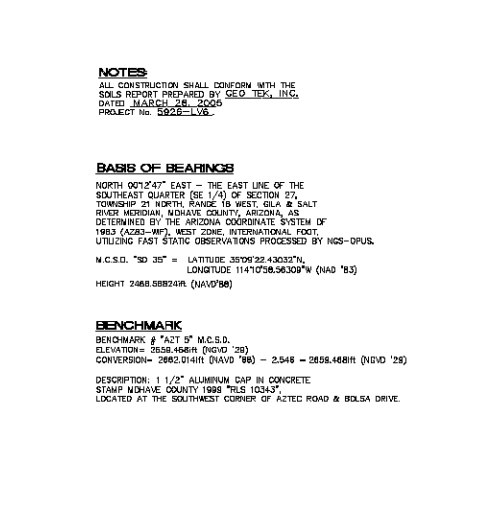 NOTES:
ALL CONSTRUCTION SHALL CONFORM WITH THE
SOILS REPORT PREPARED BY GEO TEK, INC.
DATED MARCH 28, 2005
PROJECT No. 5926-LV6.
BASIS OF BEARINGS
NORTH 00°12'47" EAST - THE EAST LINE OF THE
SOUTHEAST QUARTER (SE 1/4) OF SECTION 27,
TOWNSHIP 21 NORTH, RANGE 16 WEST, GILA & SALT
RIVER MERIDIAN, MOHAVE COUNTY, ARIZONA, AS
DETERMINED BY THE ARIZONA COORDINATE SYSTEM OF
1983 (AZ83-WIF), WEST ZONE, INTERNATIONAL FOOT,
UTILIZING FAST STATIC OBSERVATIONS PROCESSED BY NGS-OPUS.
M.C.S.D. "SD 35" = LATITUDE 35°09'22.43032"N,
LONGITUDE 114°10'58.56309"W (NAD '83)
HEIGHT 2468.58824ift (NAVD'88)
BENCHMARK
BENCHMARK # "AZT 5" M.C.S.D.
ELEVATION= 2659.468ift (NGVD '29)
CONVERSION= 2662.014ift (NAVD '88) - 2.546 = 2659.468ift (NGVD '29)
DESCRIPTION: 1 1/2" ALUMINUM CAP IN CONCRETE
STAMP MOHAVE COUNTY 1999 "RLS 10343",
LOCATED AT THE SOUTHWEST CORNER OF AZTEC ROAD & BOLSA DRIVE.